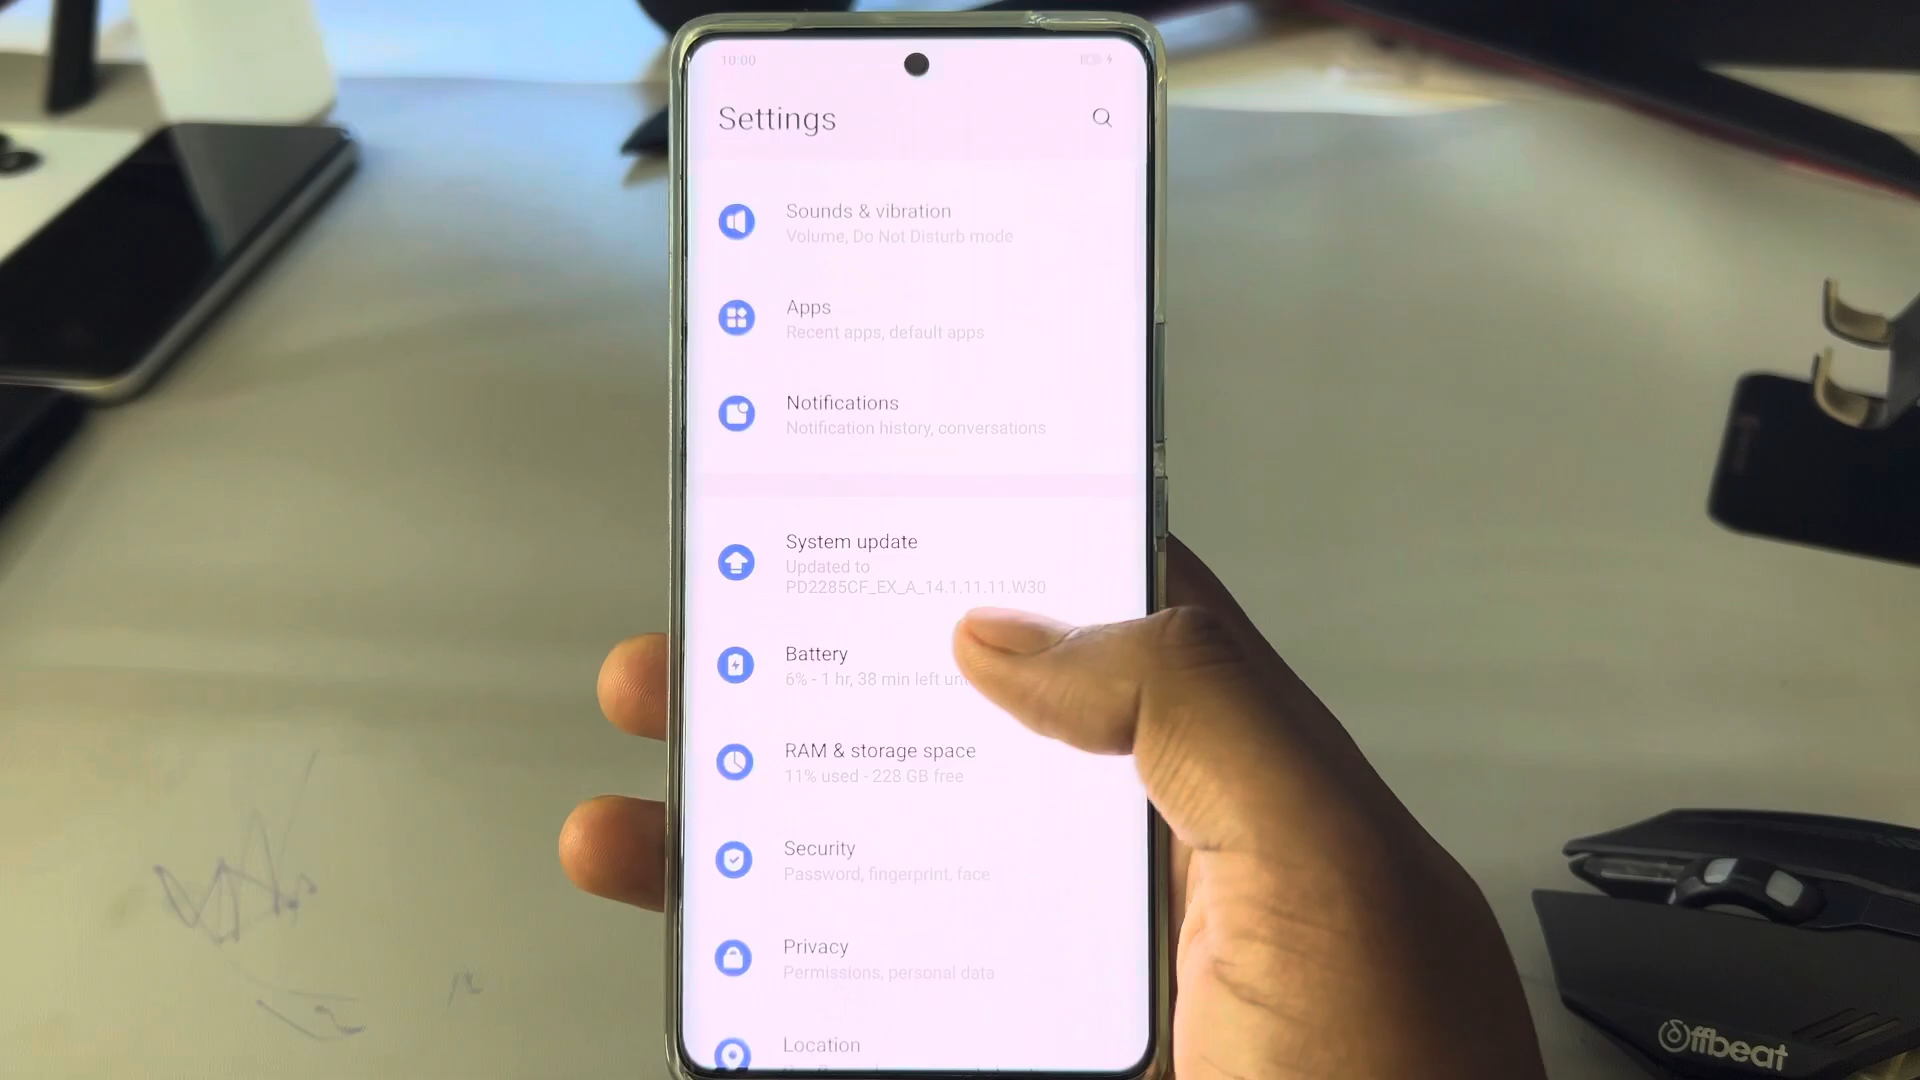 10:00
Settings
Sounds & vibration
Volume, Do Not Disturb mode
Apps
Recent apps, default apps
Notifications
Notification history, conversations
System update
Updated to
PD2285CF_EX_A_14.1.11.11.W30
Battery
6% - 1 hr, 38 min left
RAM & storage space
11% used - 228 GB free
Security
Password, fingerprint, face
Privacy
Permissions, personal data
Location
Offbeat